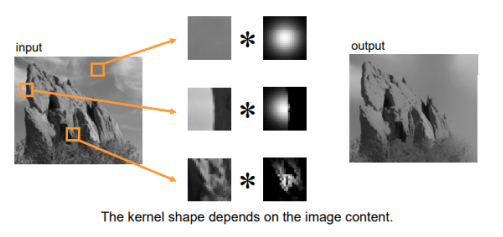 input
output
*
*
*
The kernel shape depends on the image content.